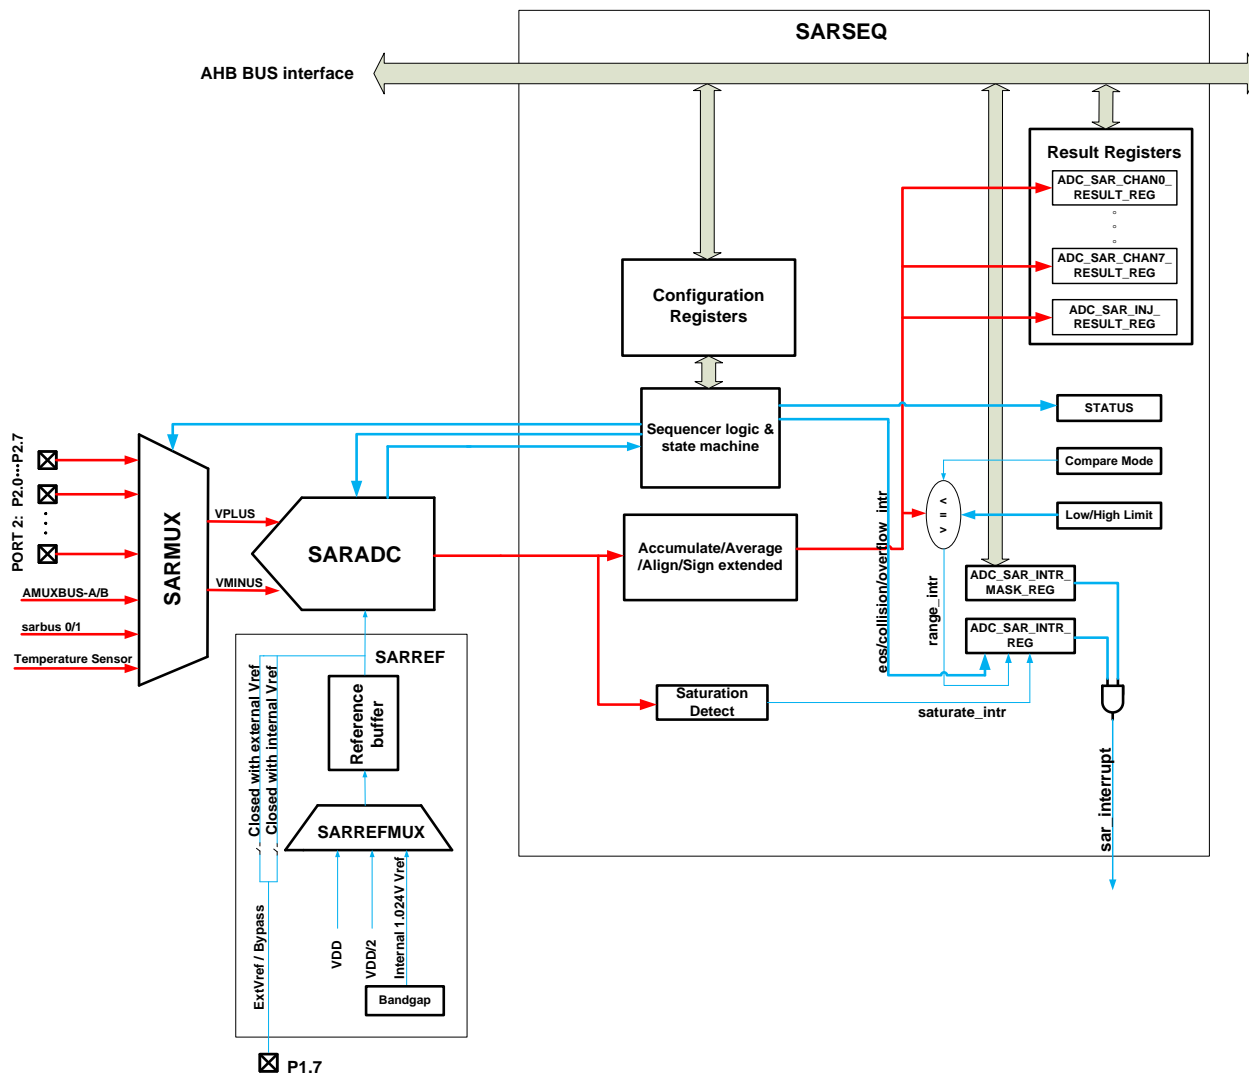 SARSEQ
AHB BUS interface
Result Registers
ADC_SAR_CHAN0_
RESULT_REG
ADC_SAR_CHAN7_
RESULT_REG
ADC_SAR_INJ_
RESULT_REG
Configuration
Registers
Sequencer logic &
state machine
STATUS
Compare Mode
Low/High Limit
< = >
PORT 2: P2.0···P2.7
SARMUX
VPLUS
VMINUS
SARADC
AMUXBUS-A/B
sarbus 0/1
Temperature Sensor
Accumulate/Average
/Align/Sign extended
eos/collision/overflow_intr
range_intr
ADC_SAR_INTR_
MASK_REG
ADC_SAR_INTR_
REG
Saturation
Detect
saturate_intr
sar_interrupt
SARREF
Closed with external Vref
Closed with internal Vref
Reference
buffer
SARREFMUX
ExtVref / Bypass
VDD
VDD/2
Internal 1.024V Vref
Bandgap
P1.7